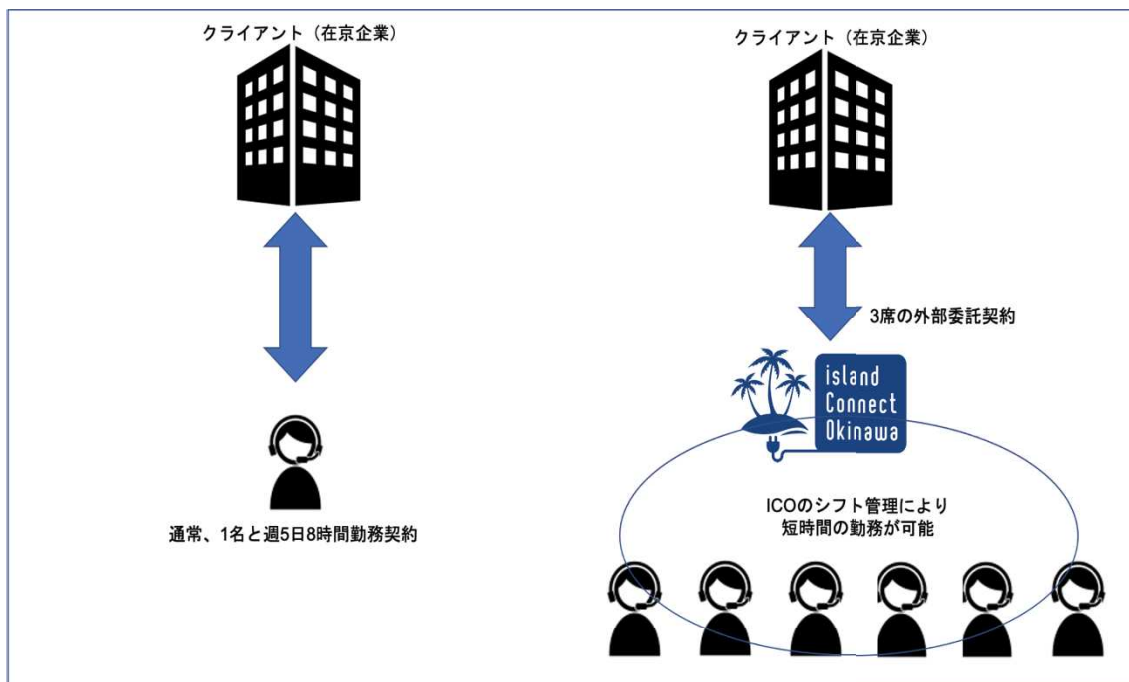 クライアント（在京企業）
通常、1名と週5日8時間勤務契約
クライアント（在京企業）
3席の外部委託契約
island
Connect
Okinawa
ICOのシフト管理により
短時間の勤務が可能